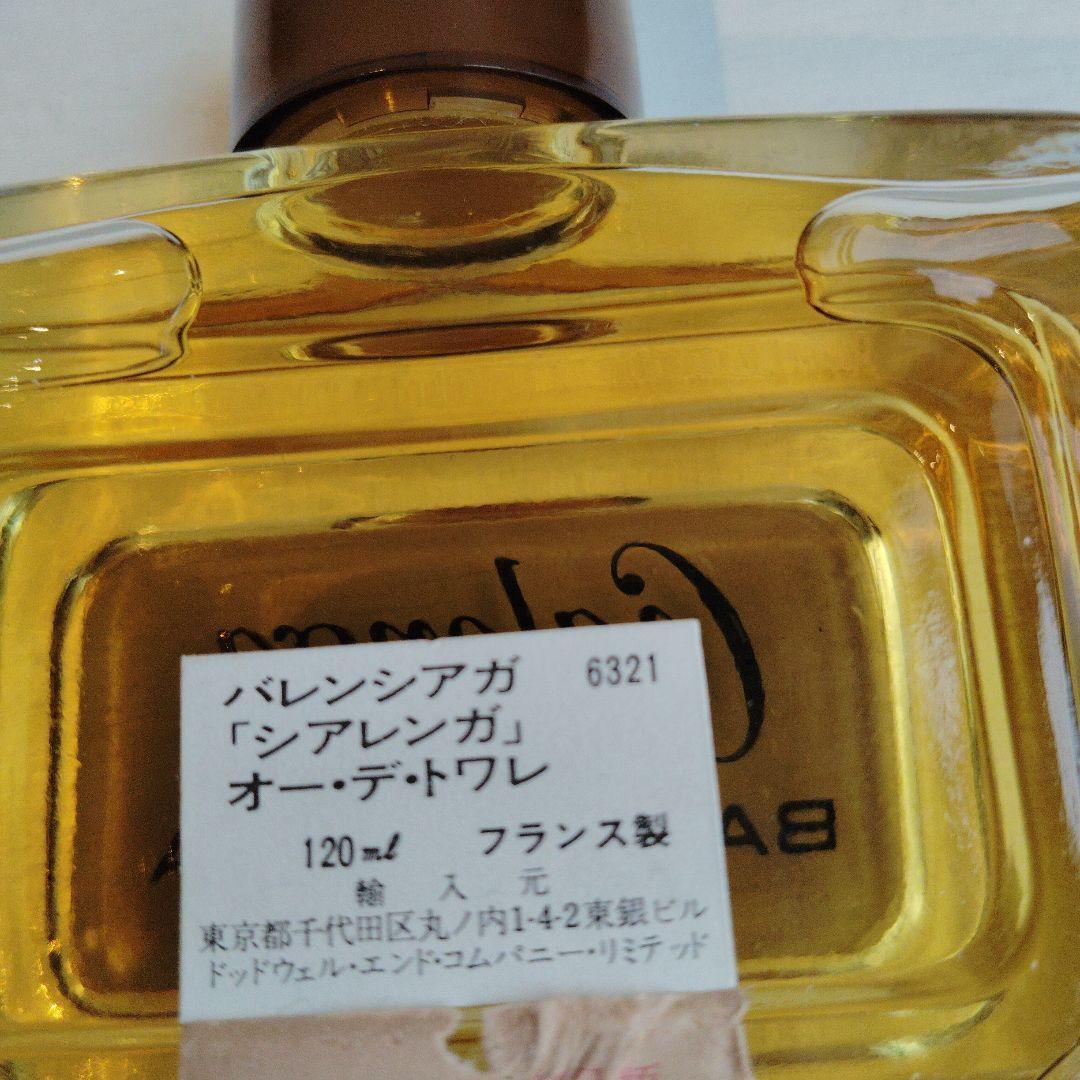 バレンシアガ 6321
「シアレンガ」
オー・デ・トワレ
120ml フランス製
輸入元
東京都千代田区丸ノ内1-4-2東銀ビル
ドッドウェル・エンド・コムパニー・リミテッド
BA